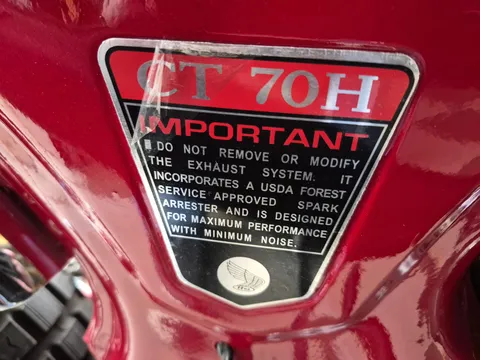 CT 70H
IMPORTANT
DO NOT REMOVE OR MODIFY
THE EXHAUST SYSTEM. IT
INCORPORATES A USDA FOREST
SERVICE APPROVED SPARK
ARRESTER AND IS DESIGNED
FOR MAXIMUM PERFORMANCE
WITH MINIMUM NOISE.